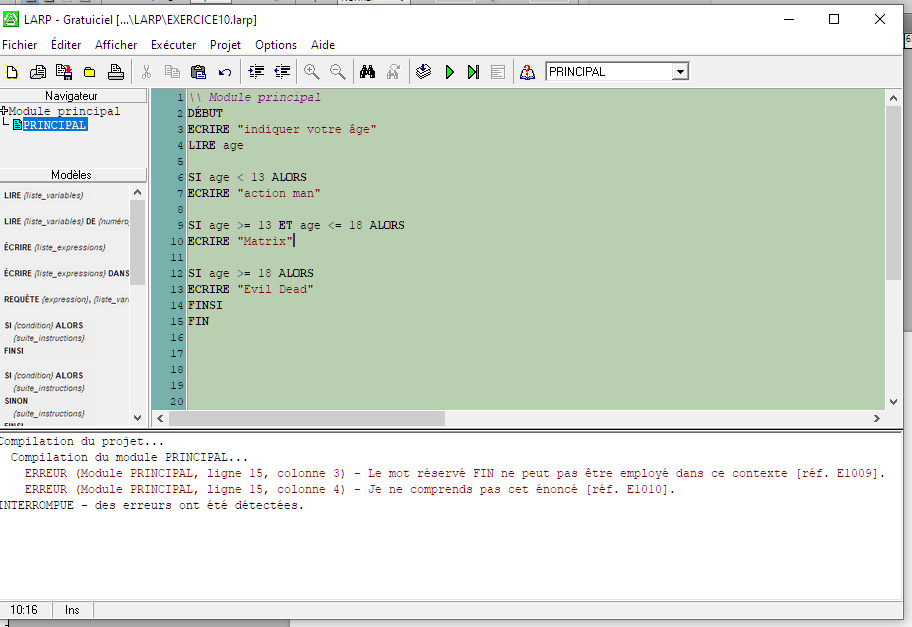 LARP - Gratuiciel [...\LARP\EXERCICE10.larp]
Fichier Éditer Afficher Exécuter Projet Options Aide
PRINCIPAL
Navigateur
Module principal
PRINCIPAL
Modèles
LIRE {liste_variables}
LIRE {liste_variables} DE {numéro
ÉCRIRE {liste_expressions}
ÉCRIRE {liste_expressions} DANS
REQUÊTE {expression}, {liste_vari
SI {condition} ALORS
{suite_instructions}
FINSI
SI {condition} ALORS
{suite_instructions}
SINON
{suite_instructions}
FINSI
1 \\ Module principal
2 DÉBUT
3 ECRIRE "indiquer votre âge"
4 LIRE age
5
6 SI age < 13 ALORS
7 ECRIRE "action man"
8
9 SI age >= 13 ET age <= 18 ALORS
10 ECRIRE "Matrix"
11
12 SI age >= 18 ALORS
13 ECRIRE "Evil Dead"
14 FINSI
15 FIN
16
17
18
19
20
Compilation du projet...
Compilation du module PRINCIPAL...
ERREUR (Module PRINCIPAL, ligne 15, colonne 3) - Le mot réservé FIN ne peut pas être employé dans ce contexte [réf. E1009].
ERREUR (Module PRINCIPAL, ligne 15, colonne 4) - Je ne comprends pas cet énoncé [réf. E1010].
INTERROMPUE - des erreurs ont été détectées.
10:16 Ins